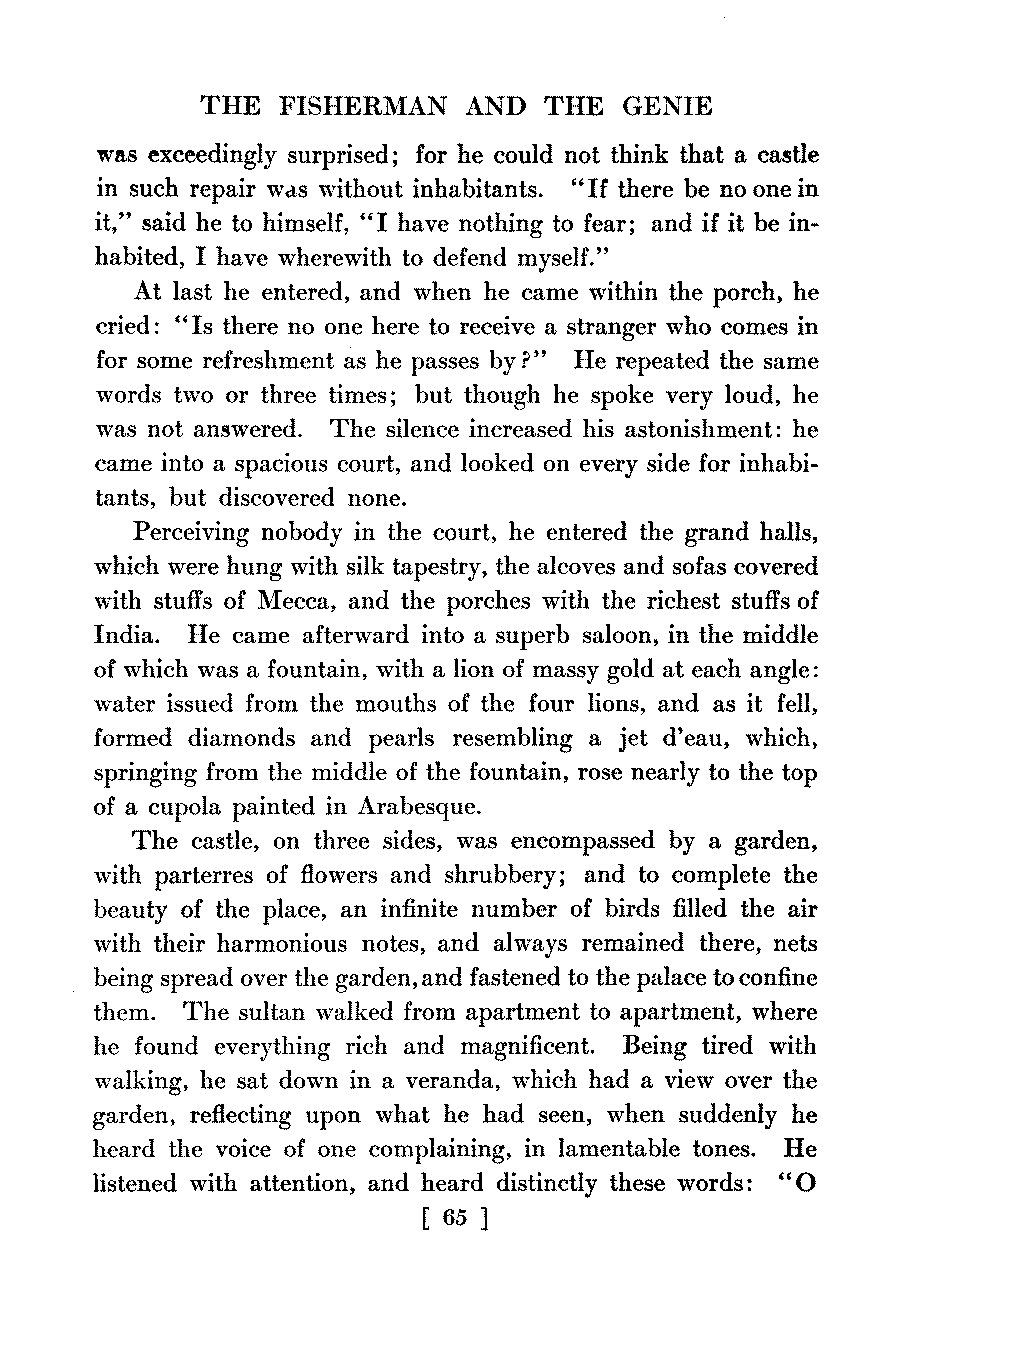 THE FISHERMAN AND THE GENIE
was exceedingly surprised; for he could not think that a castle
in such repair was without inhabitants. “If there be no one in
it,” said he to himself, “I have nothing to fear; and if it be in-
habited, I have wherewith to defend myself.”
At last he entered, and when he came within the porch, he
cried: “Is there no one here to receive a stranger who comes in
for some refreshment as he passes by?” He repeated the same
words two or three times; but though he spoke very loud, he
was not answered. The silence increased his astonishment: he
came into a spacious court, and looked on every side for inhabi-
tants, but discovered none.
Perceiving nobody in the court, he entered the grand halls,
which were hung with silk tapestry, the alcoves and sofas covered
with stuffs of Mecca, and the porches with the richest stuffs of
India. He came afterward into a superb saloon, in the middle
of which was a fountain, with a lion of massy gold at each angle:
water issued from the mouths of the four lions, and as it fell,
formed diamonds and pearls resembling a jet d’eau, which,
springing from the middle of the fountain, rose nearly to the top
of a cupola painted in Arabesque.
The castle, on three sides, was encompassed by a garden,
with parterres of flowers and shrubbery; and to complete the
beauty of the place, an infinite number of birds filled the air
with their harmonious notes, and always remained there, nets
being spread over the garden, and fastened to the palace to confine
them. The sultan walked from apartment to apartment, where
he found everything rich and magnificent. Being tired with
walking, he sat down in a veranda, which had a view over the
garden, reflecting upon what he had seen, when suddenly he
heard the voice of one complaining, in lamentable tones. He
listened with attention, and heard distinctly these words: “O
[ 65 ]